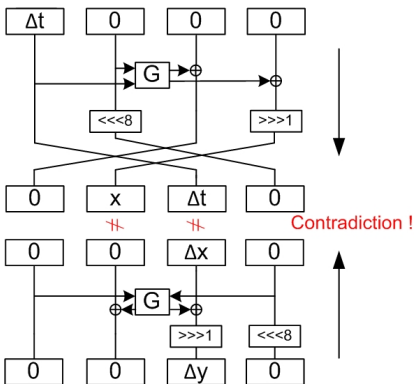 Δt 0 0 0
G
<<<8 >>>1
0 x Δt 0
Contradiction !
0 0 Δx 0
G
>>>1 <<<8
0 0 Δy 0